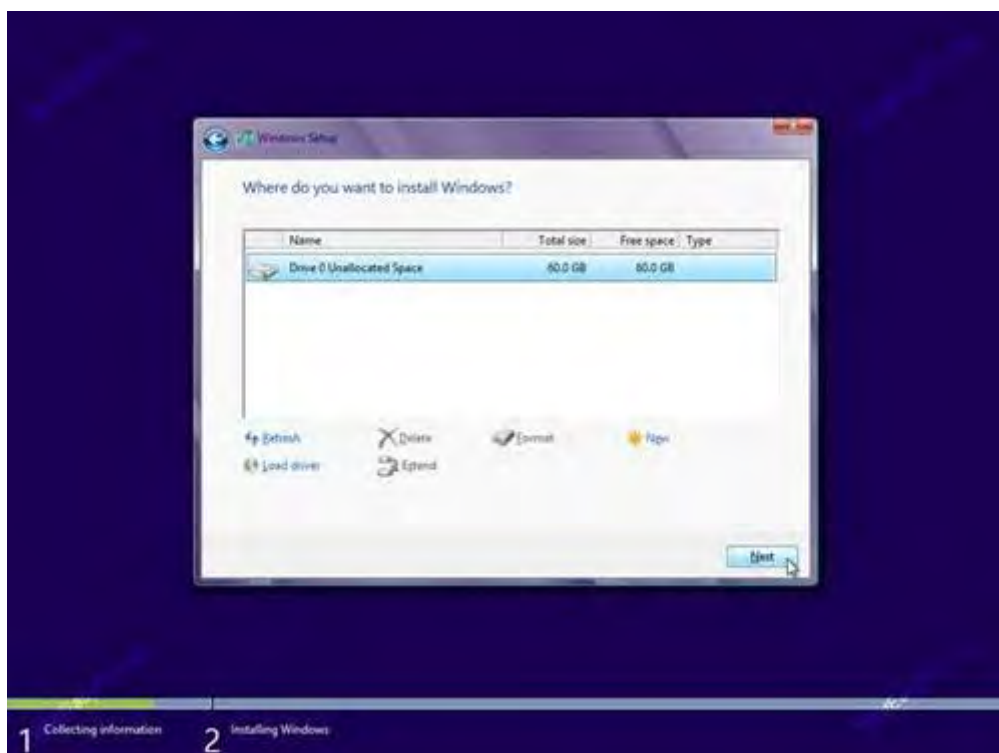 Windows Setup
Where do you want to install Windows?
Name Total size Free space Type
Drive 0 Unallocated Space 60.0 GB 60.0 GB
Refresh Delete Format New
Load driver Extend
Next
1 Collecting information 2 Installing Windows